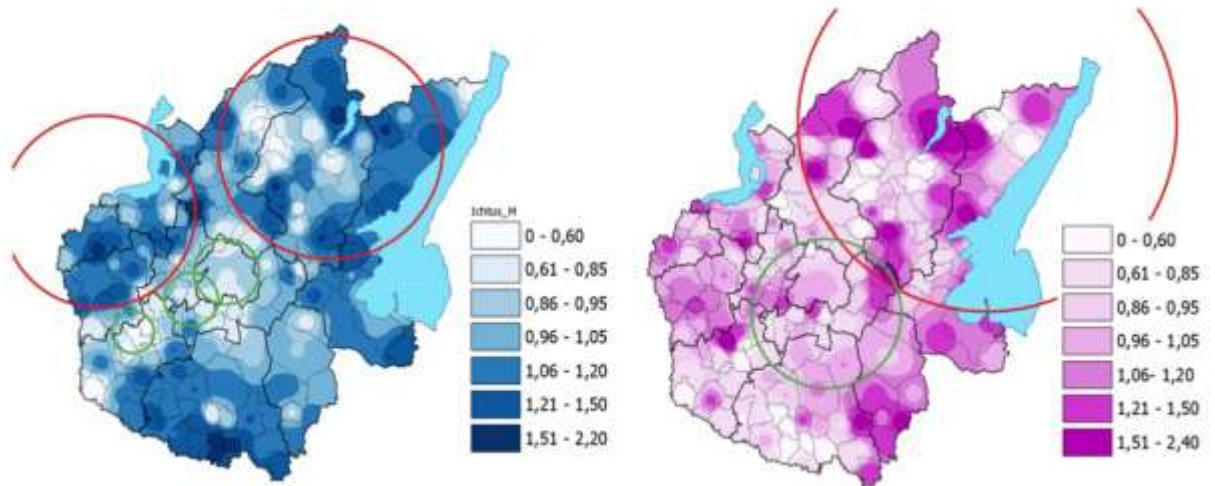 Ichtus_M
0 - 0,60
0,61 - 0,85
0,86 - 0,95
0,96 - 1,05
1,06 - 1,20
1,21 - 1,50
1,51 - 2,20
0 - 0,60
0,61 - 0,85
0,86 - 0,95
0,96 - 1,05
1,06- 1,20
1,21 - 1,50
1,51 - 2,40